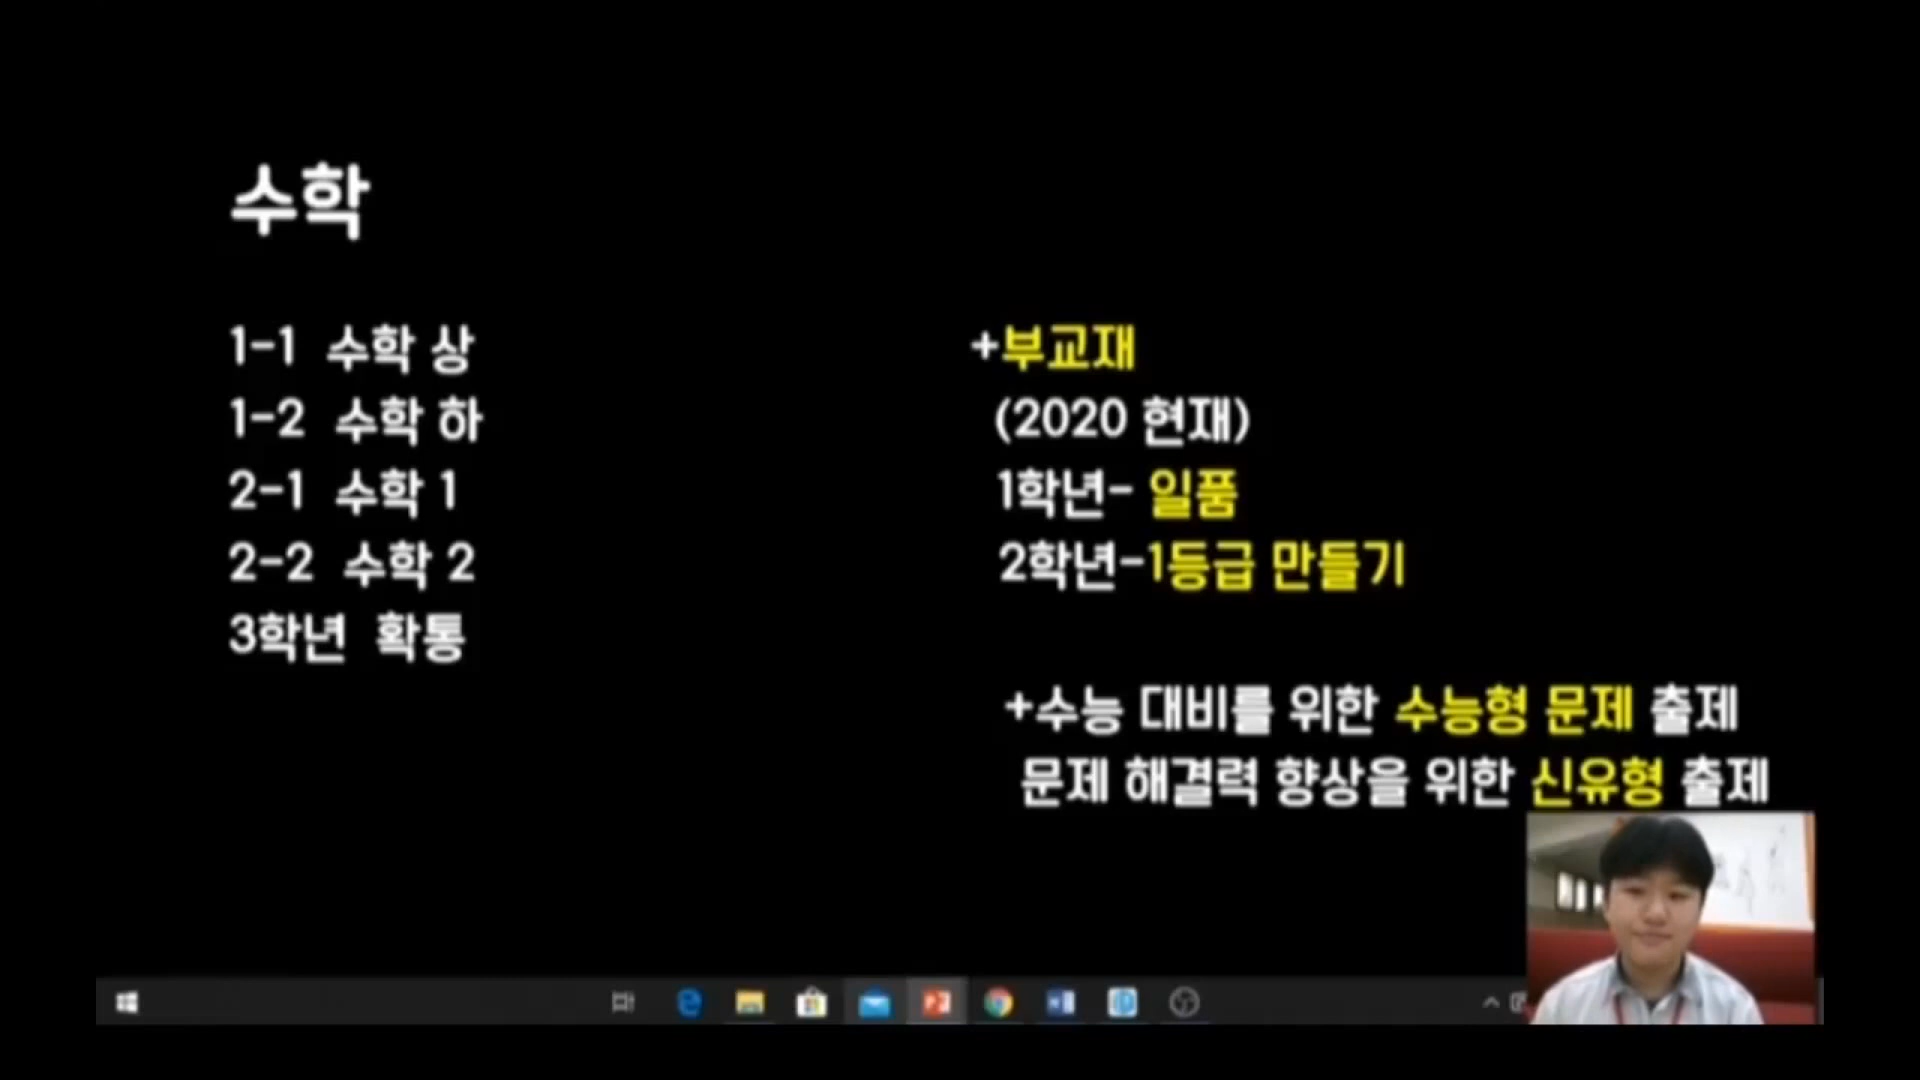 수학
1-1 수학 상
1-2 수학 하
2-1 수학 1
2-2 수학 2
3학년 확통
+부교재
(2020 현재)
1학년- 일품
2학년-1등급 만들기
+수능 대비를 위한 수능형 문제 출제
문제 해결력 향상을 위한 신유형 출제